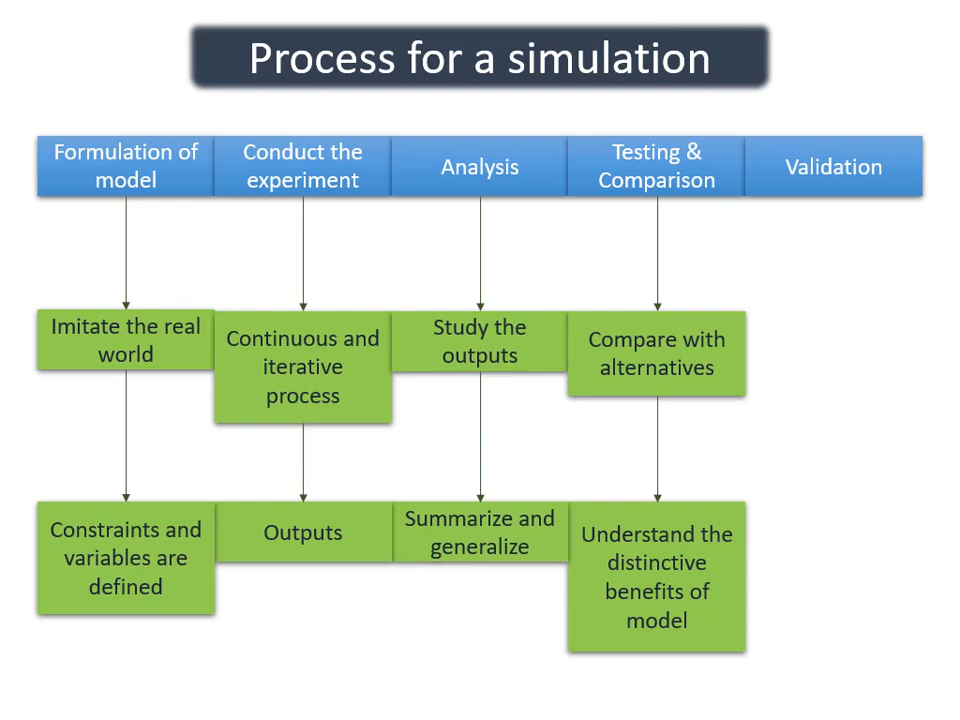 Process for a simulation
Formulation of
model
Conduct the
experiment
Analysis
Testing &
Comparison
Validation
Imitate the real
world
Continuous and
iterative
process
Study the
outputs
Compare with
alternatives
Constraints and
variables are
defined
Outputs
Summarize and
generalize
Understand the
distinctive
benefits of
model